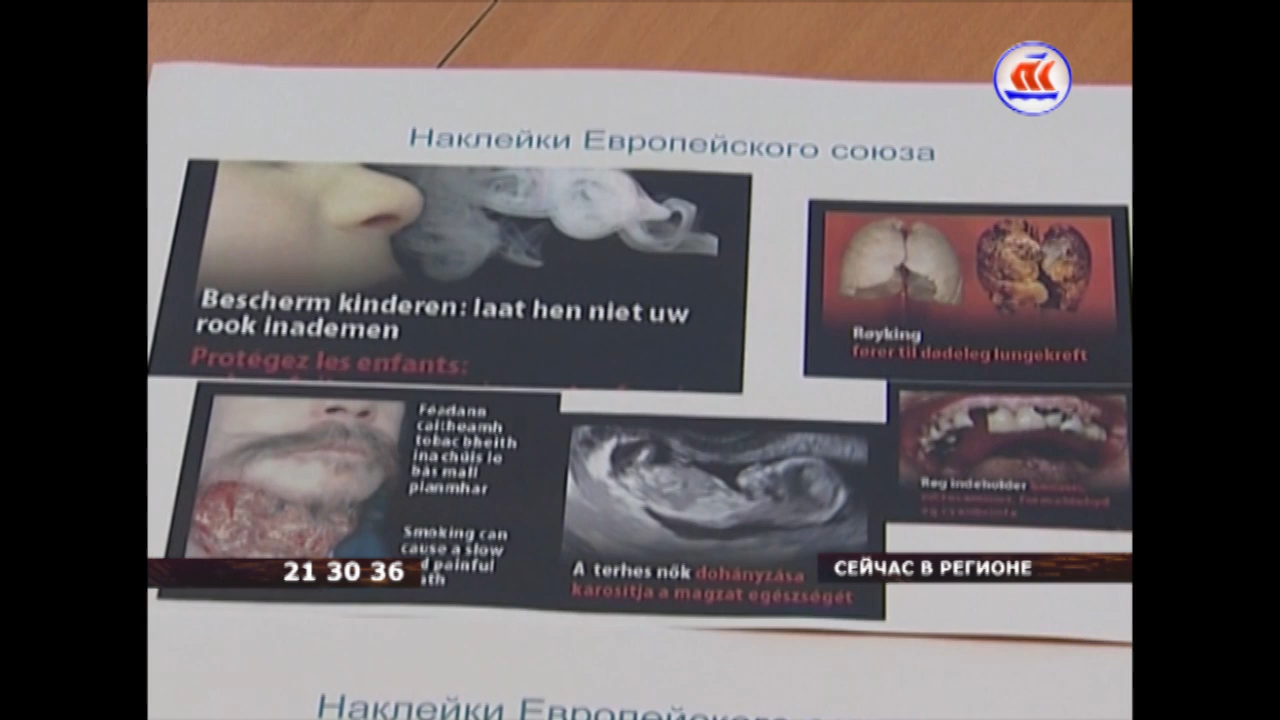 Наклейки Европейского союза
Bescherm kinderen: laat hen niet uw
rook inademen
Protégez les enfants:
Røyking
fører til dødeleg lungekreft
Féadann
caitheamh
tobac bheith
ina chúis le
bás mall
pianmhar
Smoking can
cause a slow
painful
A terhes nők dohányzása
károsítja a magzat egészségét
Røg indeholder
21 30 36
СЕЙЧАС В РЕГИОНЕ
Наклейки